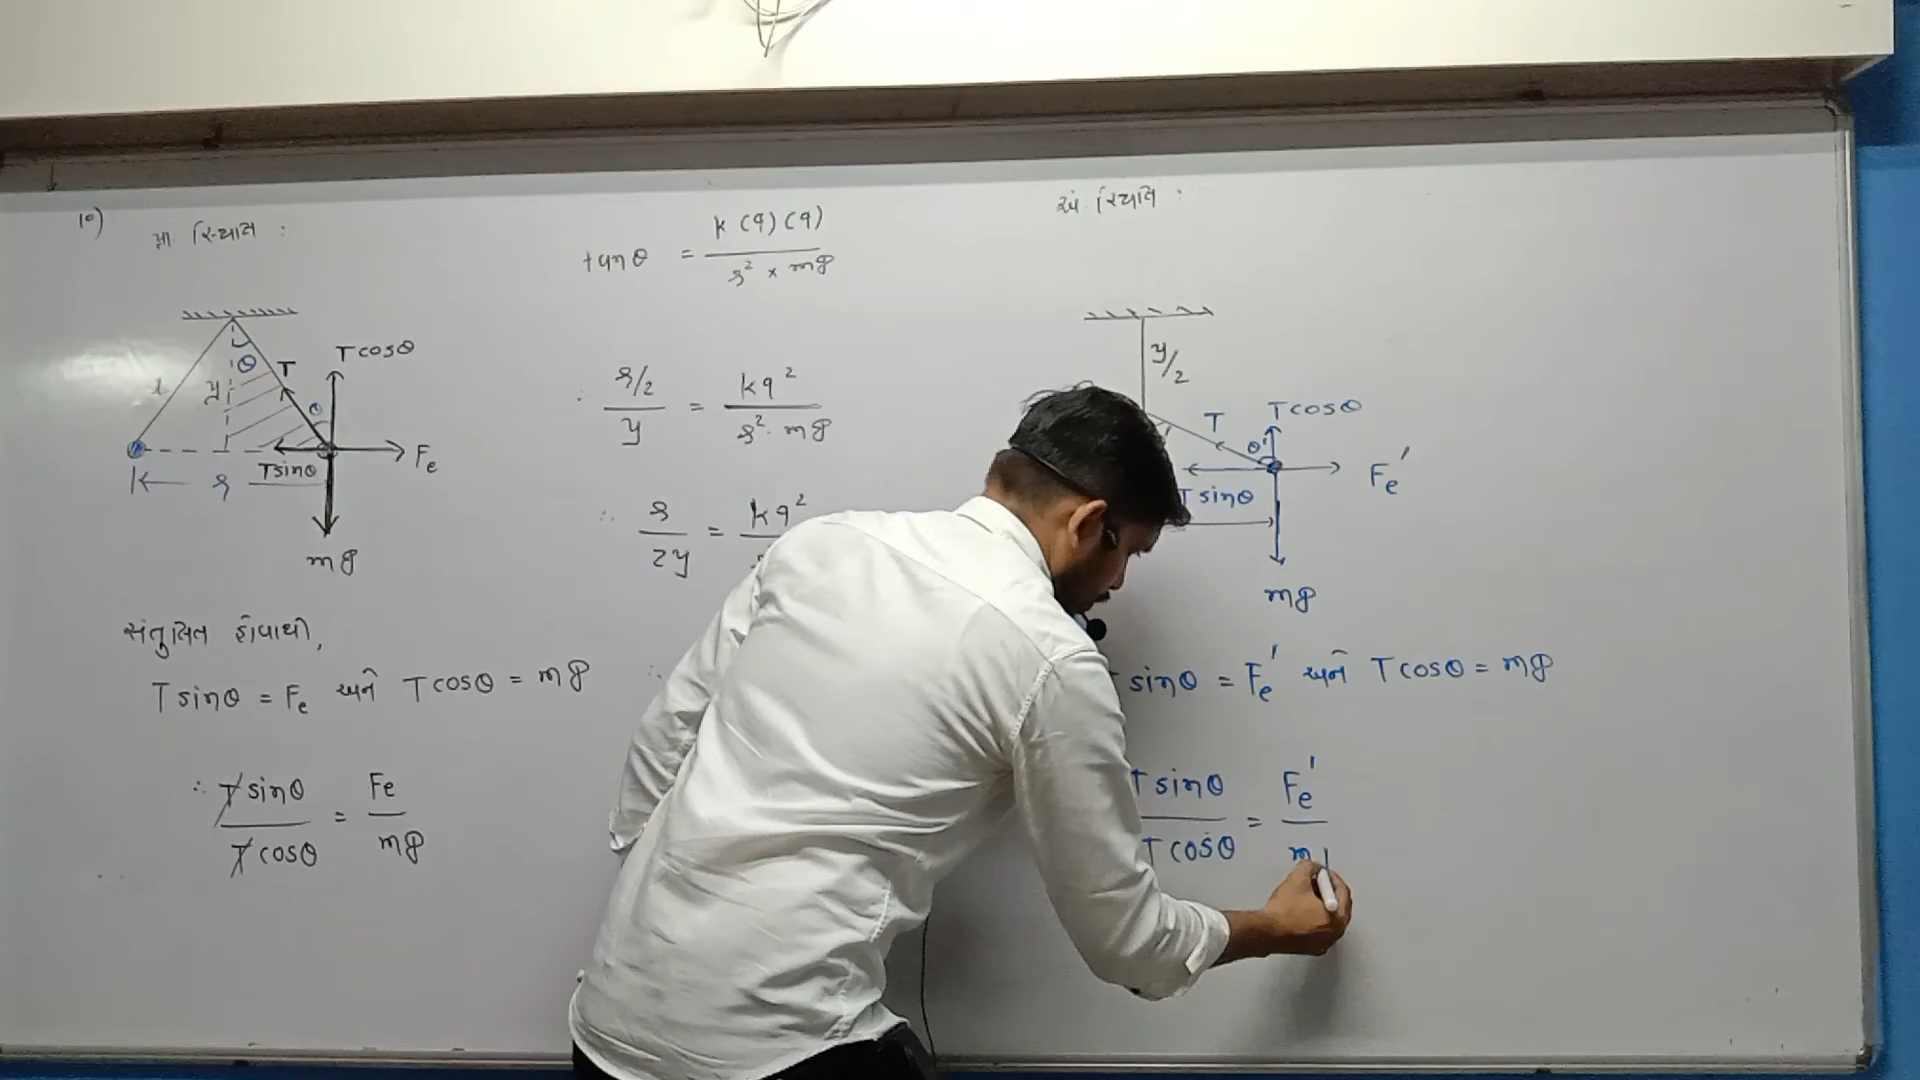 10)
પ્રા. સ્થિતિ :
θ
T
T cosθ
l
y
θ
Fe
T sinθ
r
mg
સંતુલિત હોવાથી,
T sinθ = Fe અને T cosθ = mg
∴ T sinθ / T cosθ = Fe / mg
tanθ = k (q) (q) / r² × mg
∴ r/2 / y = kq² / r² · mg
∴ r / 2y = kq²
અં. સ્થિતિ :
y/2
T
T cosθ
θ'
Fe'
T sinθ
mg
sinθ = Fe' અને T cosθ = mg
T sinθ / T cosθ = Fe' / m